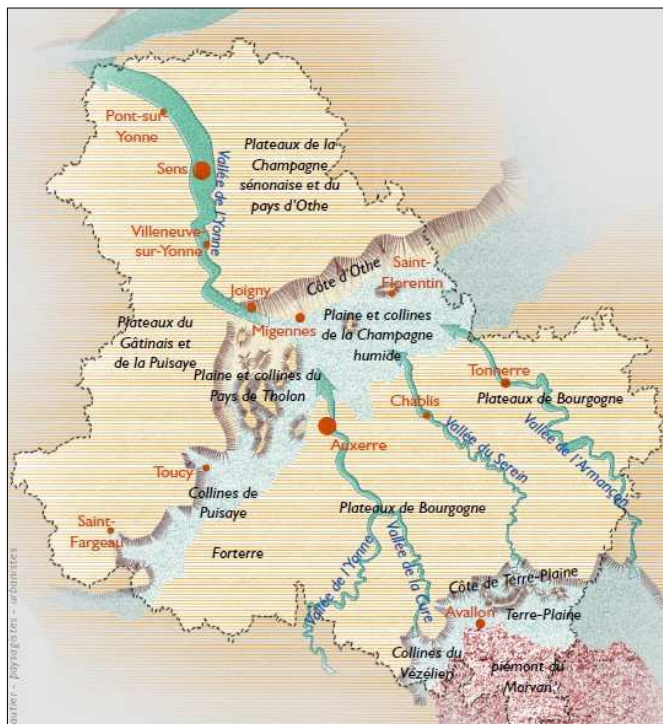 Pont-sur-
Yonne
Plateaux de la
Champagne
sénonaise et du
pays d'Othe
Sens
Vallée de l'Yonne
Villeneuve-
sur-Yonne
Côte d'Othe
Saint-
Florentin
Joigny
Migennes
Plaine et collines
de la Champagne
humide
Plateaux du
Gâtinais et
de la Puisaye
Plaine et collines du
Pays de Tholon
Tonnerre
Plateaux de Bourgogne
Chablis
Auxerre
Vallée du Serein
Vallée de l'Armançon
Toucy
Collines de
Puisaye
Plateaux de Bourgogne
Saint-
Fargeau
Forterre
Vallée de l'Yonne
Vallée de la Cure
Côte de Terre-Plaine
Avallon
Terre-Plaine
Collines du
Vézélien
piémont du
Morvan
utier - paysagistes - urbanistes